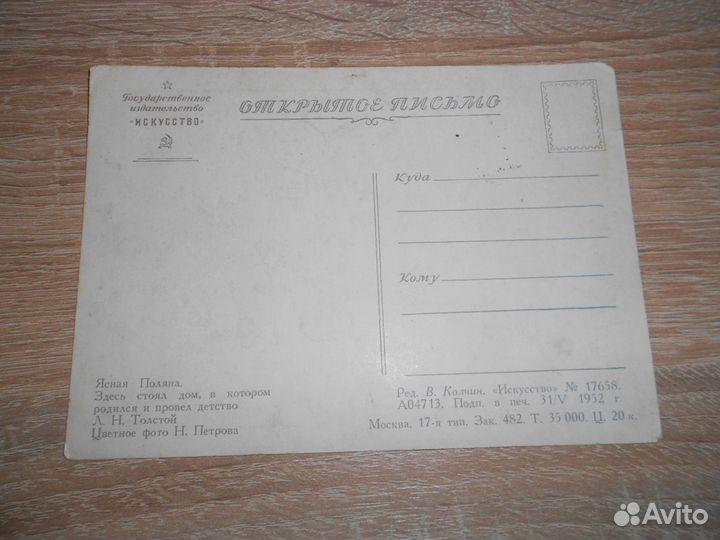 Государственное
издательство
«ИСКУССТВО»
ОТКРЫТОЕ ПИСЬМО
Куда
Кому
Ясная Поляна.
Здесь стоял дом, в котором
родился и провел детство
Л. Н. Толстой
Цветное фото Н. Петрова
Ред. В. Колчин. «Искусство» № 17658.
А04713. Подп. в печ. 31/V 1952 г.
Москва. 17-я тип. Зак. 482. Т. 35 000. Ц. 20 к.
Avito